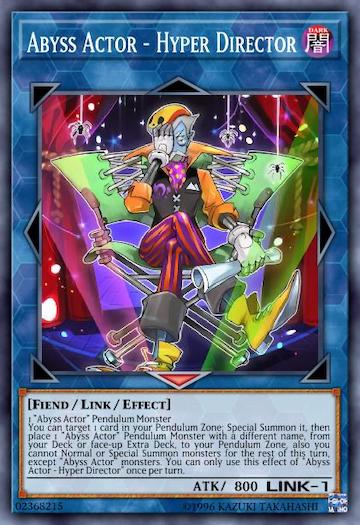 Abyss Actor - Hyper Director
DARK
闇
[Fiend / Link / Effect]
1 "Abyss Actor" Pendulum Monster
You can target 1 card in your Pendulum Zone; Special Summon it, then
place 1 "Abyss Actor" Pendulum Monster with a different name, from
your Deck or face-up Extra Deck, to your Pendulum Zone, also you
cannot Normal or Special Summon monsters for the rest of this turn,
except "Abyss Actor" monsters. You can only use this effect of "Abyss
Actor - Hyper Director" once per turn.
ATK/ 800 LINK-1
02368215
©1996 KAZUKI TAKAHASHI